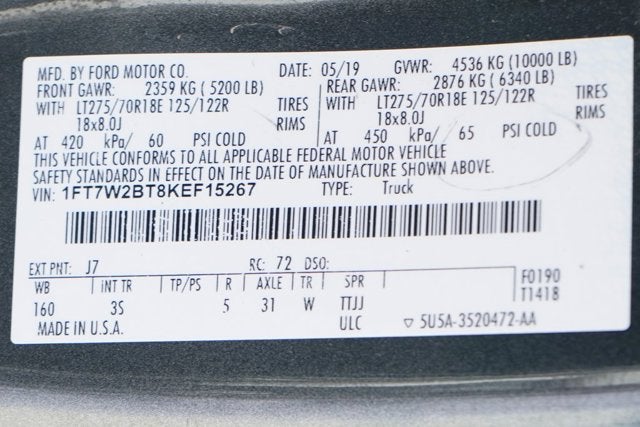 MFD. BY FORD MOTOR CO. DATE: 05/19 GVWR: 4536 KG (10000 LB)
FRONT GAWR: 2359 KG ( 5200 LB) REAR GAWR: 2876 KG ( 6340 LB)
WITH LT275/70R18E 125/122R TIRES WITH LT275/70R18E 125/122R TIRES
18x8.0J RIMS 18x8.0J RIMS
AT 420 kPa/ 60 PSI COLD AT 450 kPa/ 65 PSI COLD
THIS VEHICLE CONFORMS TO ALL APPLICABLE FEDERAL MOTOR VEHICLE
SAFETY STANDARDS IN EFFECT ON THE DATE OF MANUFACTURE SHOWN ABOVE.
VIN: 1FT7W2BT8KEF15267 TYPE: Truck
EXT PNT: J7 RC: 72 DSO:
WB INT TR TP/PS R AXLE TR SPR F0190
160 3S 5 31 W TTJJ T1418
MADE IN U.S.A. ULC ▽ 5U5A-3520472-AA